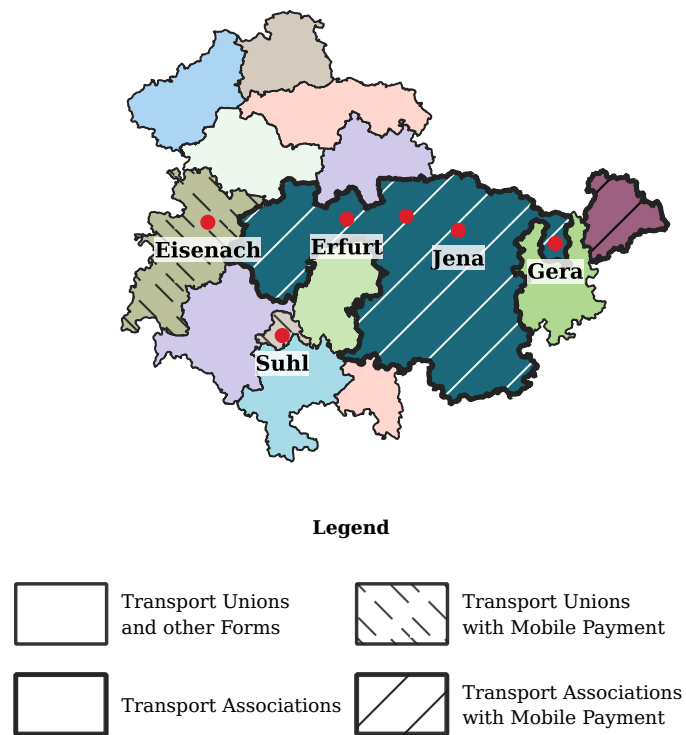 Eisenach
Erfurt
Jena
Gera
Suhl
Legend
Transport Unions
and other Forms
Transport Unions
with Mobile Payment
Transport Associations
Transport Associations
with Mobile Payment